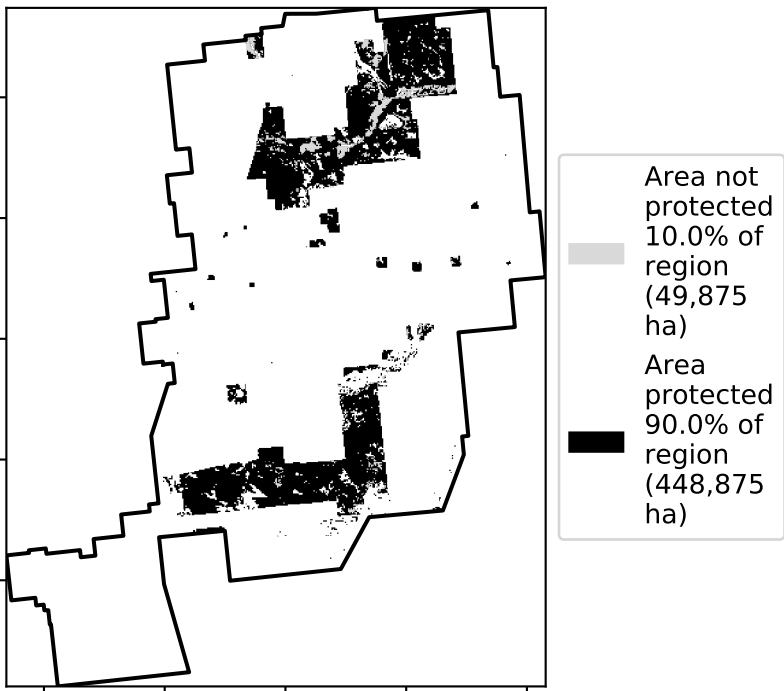 Area not
protected
10.0% of
region
(49,875
ha)
Area
protected
90.0% of
region
(448,875
ha)